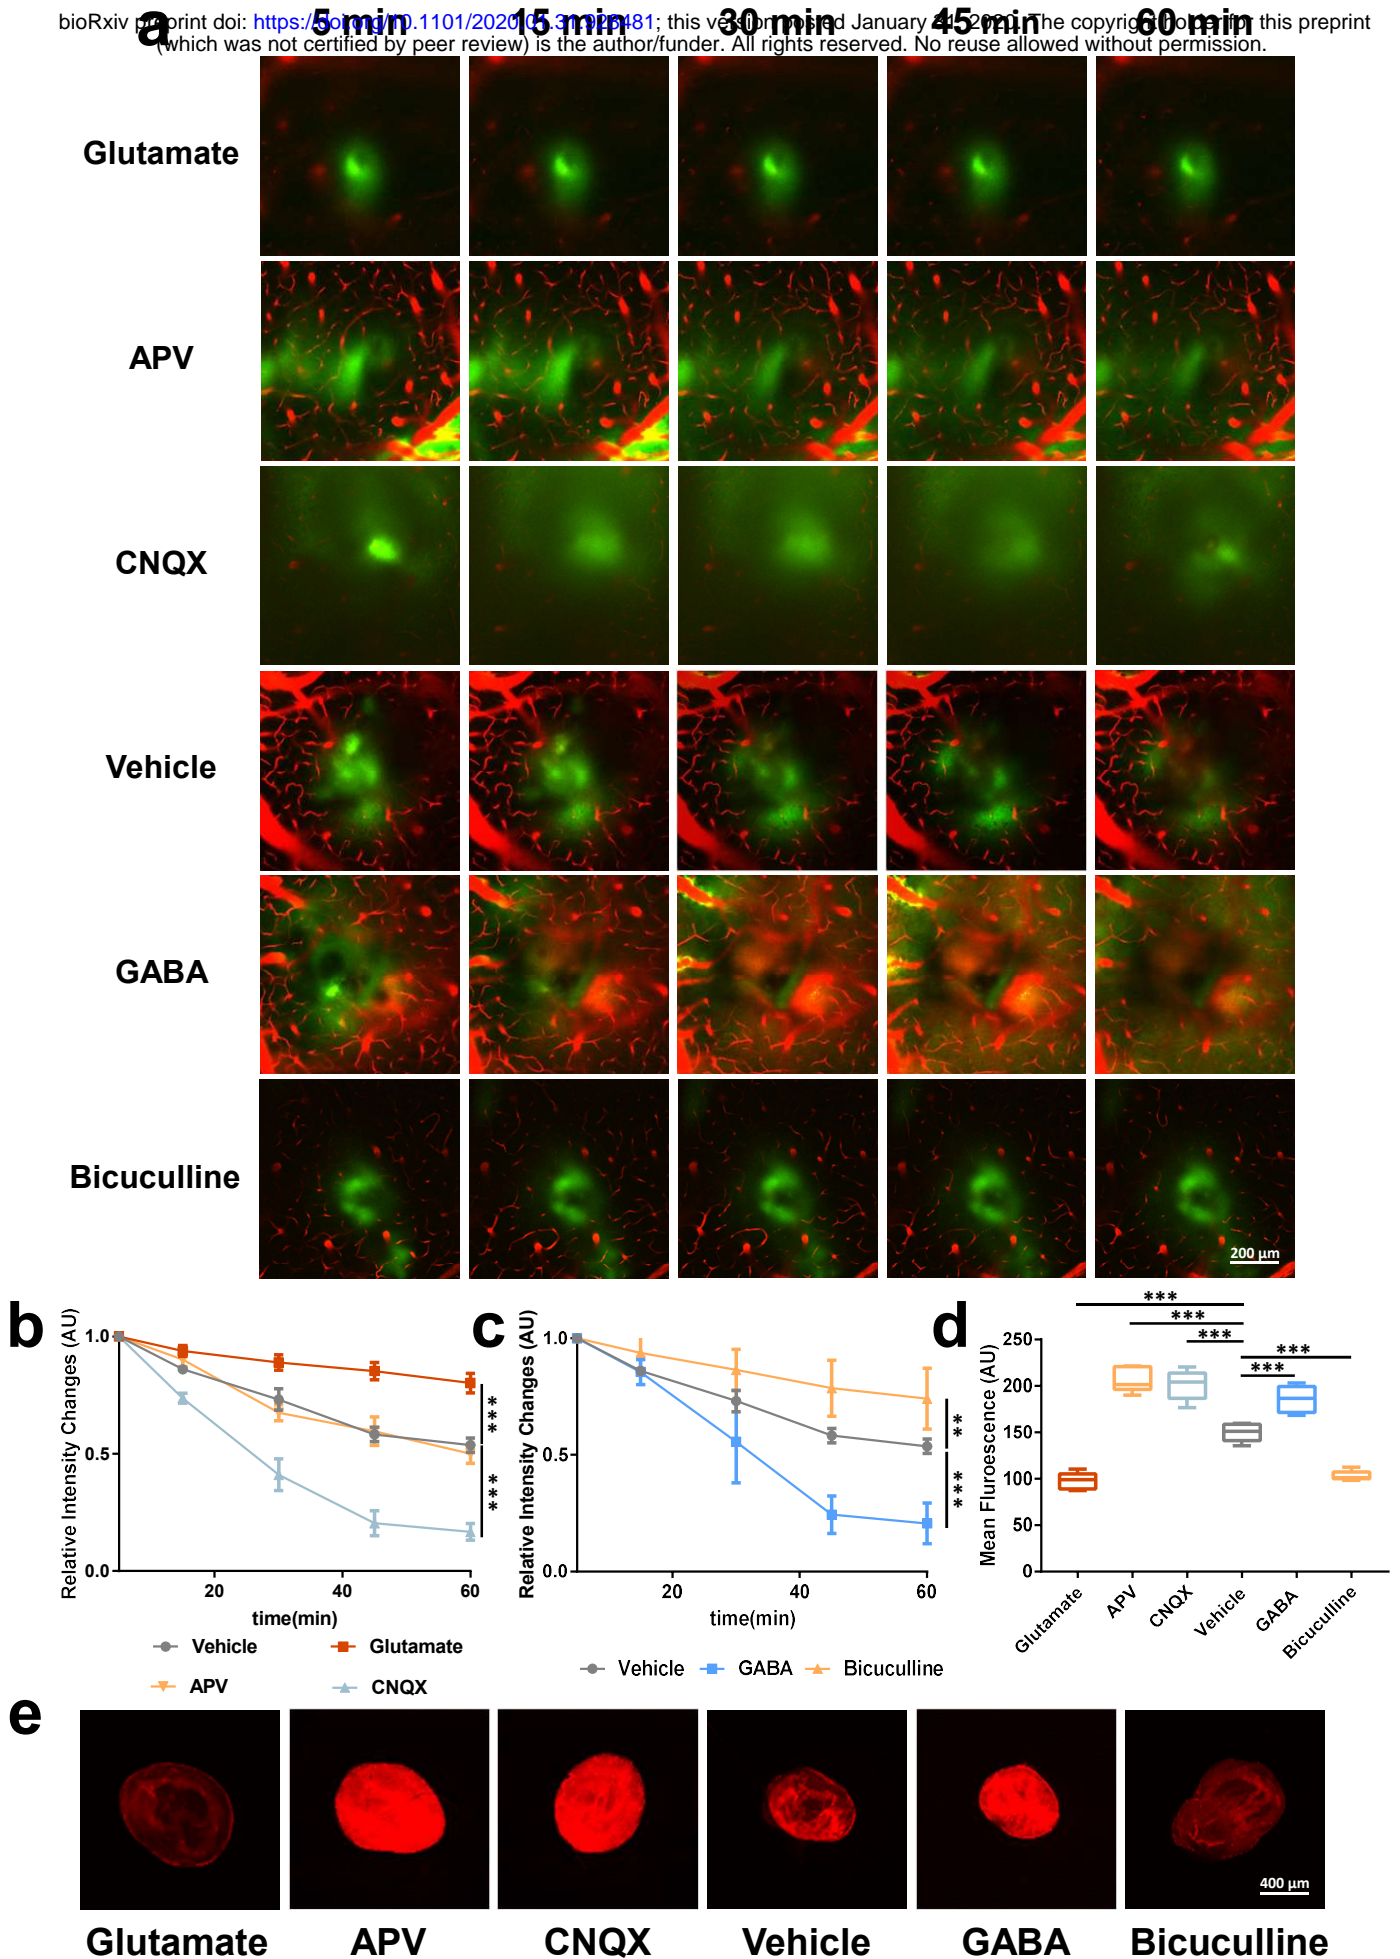 bioRxiv preprint doi: https://doi.org/10.1101/2020.01.31.928481; this version posted January 31, 2020. The copyright holder for this preprint
(which was not certified by peer review) is the author/funder. All rights reserved. No reuse allowed without permission.
a
5 min 15 min 30 min 45 min 60 min
Glutamate
APV
CNQX
Vehicle
GABA
Bicuculline
200 μm
b
Relative Intensity Changes (AU)
1.0
0.5
0.0
20 40 60
time(min)
***
***
Vehicle Glutamate
APV CNQX
c
Relative Intensity Changes (AU)
1.0
0.5
0.0
20 40 60
time(min)
**
***
Vehicle GABA Bicuculline
d
Mean Fluroescence (AU)
250
200
150
100
50
0
***
***
***
***
***
Glutamate
APV
CNQX
Vehicle
GABA
Bicuculline
e
400 μm
Glutamate APV CNQX Vehicle GABA Bicuculline